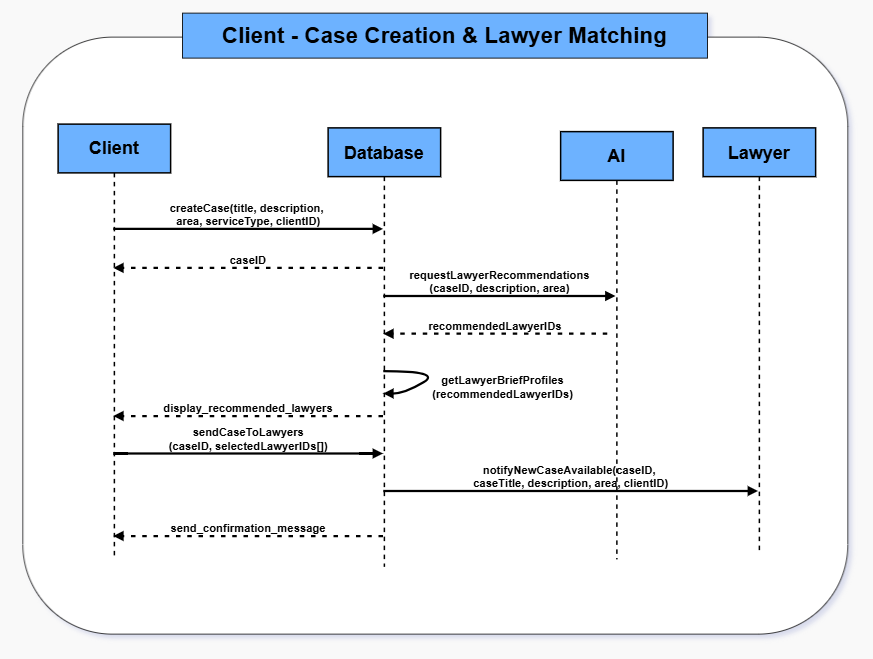 Client - Case Creation & Lawyer Matching
Client
Database
AI
Lawyer
createCase(title, description,
area, serviceType, clientID)
caseID
requestLawyerRecommendations
(caseID, description, area)
recommendedLawyerIDs
getLawyerBriefProfiles
(recommendedLawyerIDs)
display_recommended_lawyers
sendCaseToLawyers
(caseID, selectedLawyerIDs[])
notifyNewCaseAvailable(caseID,
caseTitle, description, area, clientID)
send_confirmation_message